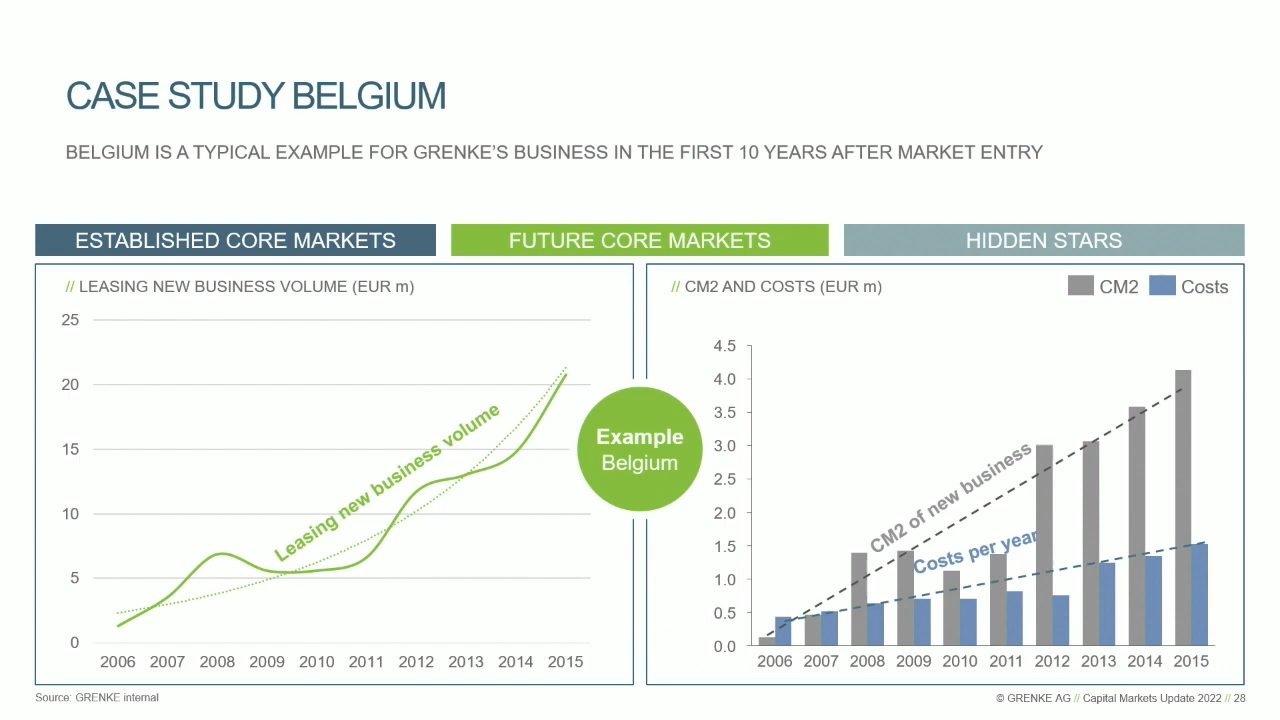 CASE STUDY BELGIUM
BELGIUM IS A TYPICAL EXAMPLE FOR GRENKE’S BUSINESS IN THE FIRST 10 YEARS AFTER MARKET ENTRY
ESTABLISHED CORE MARKETS
FUTURE CORE MARKETS
HIDDEN STARS
// LEASING NEW BUSINESS VOLUME (EUR m)
25
20
15
10
5
0
Leasing new business volume
2006 2007 2008 2009 2010 2011 2012 2013 2014 2015
Example
Belgium
// CM2 AND COSTS (EUR m)
CM2 Costs
4.5
4.0
3.5
3.0
2.5
2.0
1.5
1.0
0.5
0.0
CM2 of new business
Costs per year
2006 2007 2008 2009 2010 2011 2012 2013 2014 2015
Source: GRENKE internal
© GRENKE AG // Capital Markets Update 2022 // 28